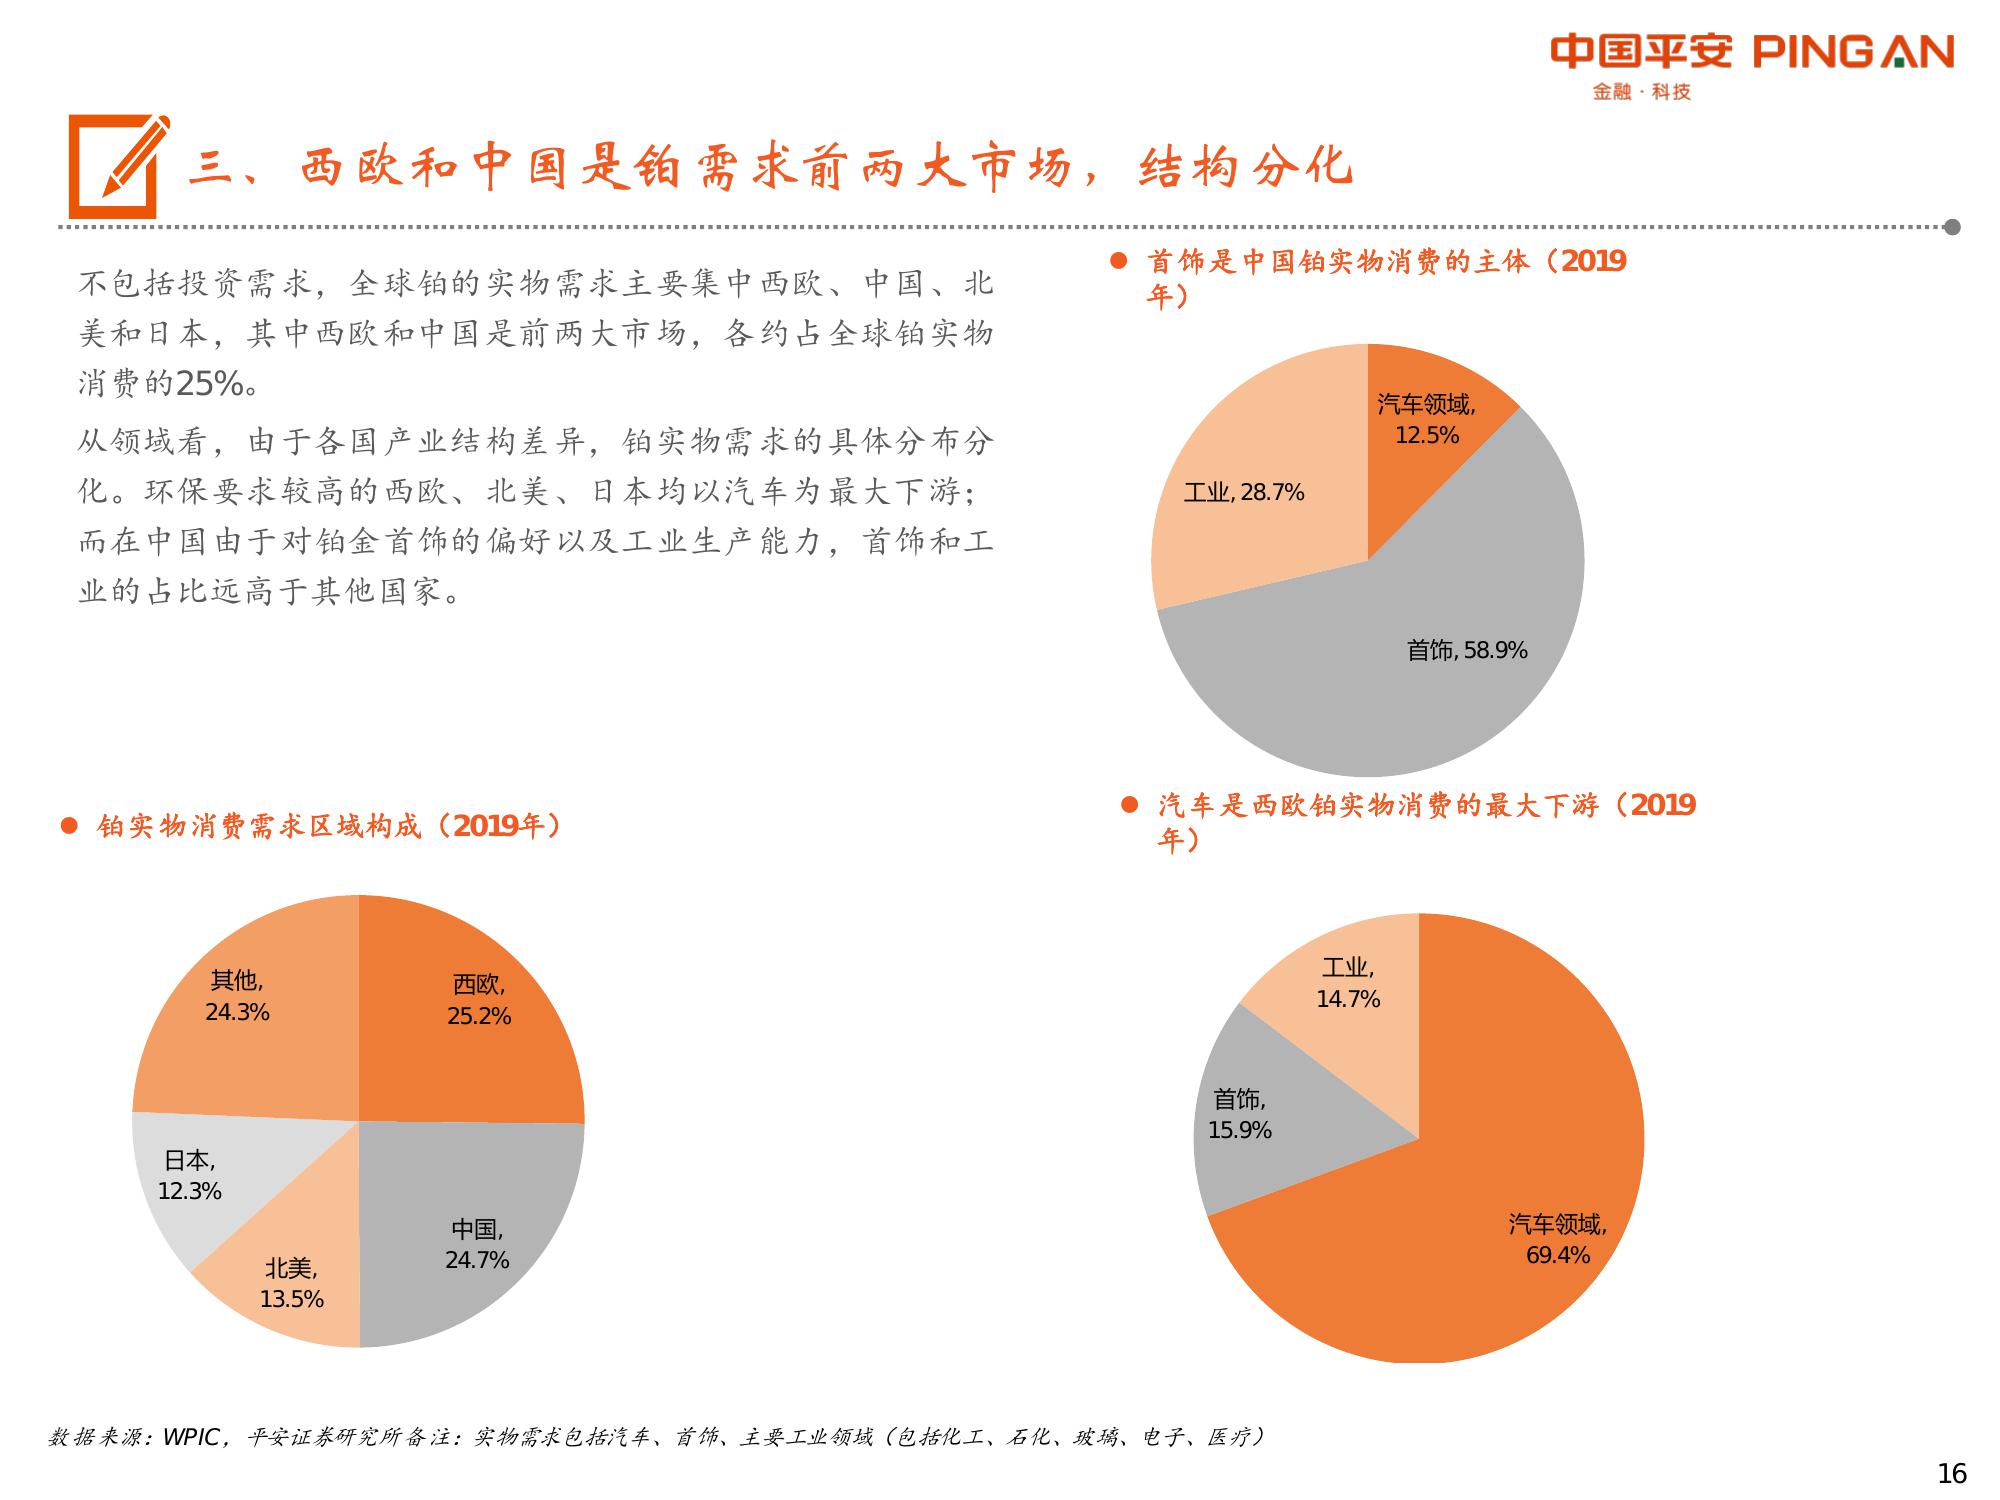 中国平安 PING AN
金融·科技
三、西欧和中国是铂需求前两大市场，结构分化
不包括投资需求，全球铂的实物需求主要集中西欧、中国、北
美和日本，其中西欧和中国是前两大市场，各约占全球铂实物
消费的25%。
从领域看，由于各国产业结构差异，铂实物需求的具体分布分
化。环保要求较高的西欧、北美、日本均以汽车为最大下游；
而在中国由于对铂金首饰的偏好以及工业生产能力，首饰和工
业的占比远高于其他国家。
首饰是中国铂实物消费的主体（2019
年）
汽车领域,
12.5%
工业, 28.7%
首饰, 58.9%
铂实物消费需求区域构成（2019年）
其他,
24.3%
西欧,
25.2%
日本,
12.3%
中国,
24.7%
北美,
13.5%
汽车是西欧铂实物消费的最大下游（2019
年）
工业,
14.7%
首饰,
15.9%
汽车领域,
69.4%
数据来源：WPIC，平安证券研究所备注：实物需求包括汽车、首饰、主要工业领域（包括化工、石化、玻璃、电子、医疗）
16